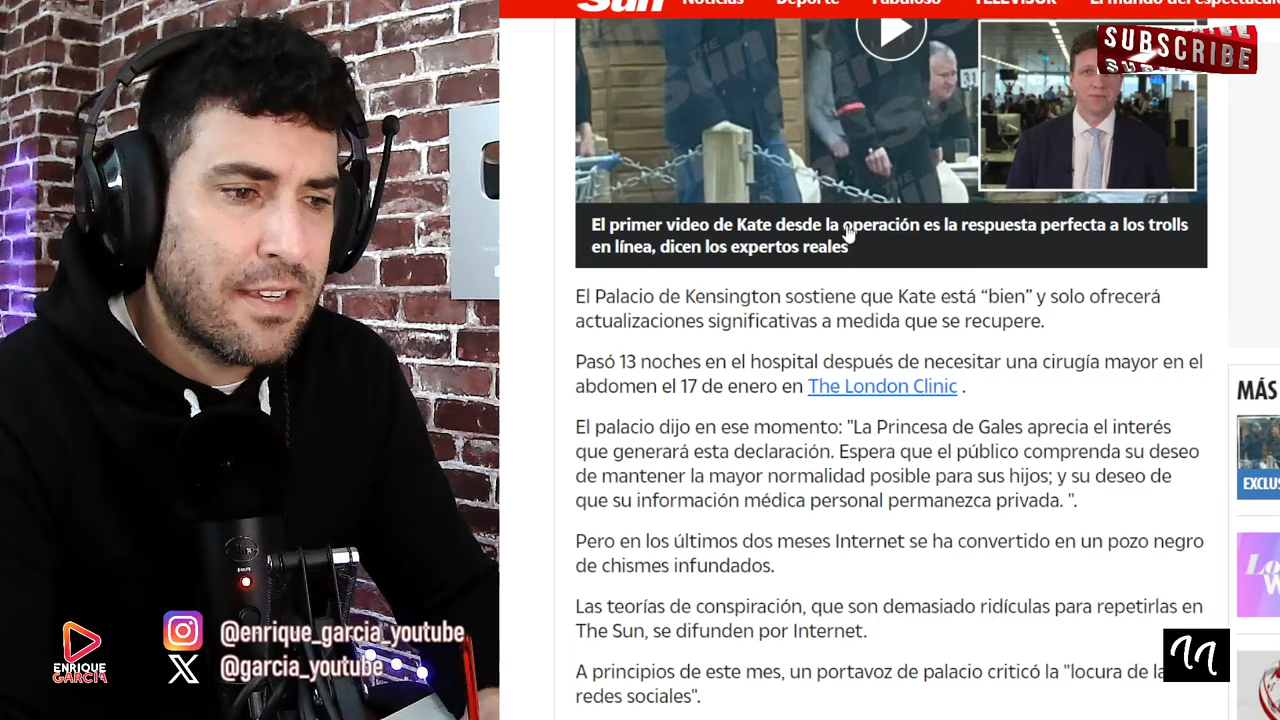 Sun
Noticias Deporte Fabuloso TELEVISOR El mundo del espectáculo
SUBSCRIBE
THE Sun
El primer video de Kate desde la operación es la respuesta perfecta a los trolls
en línea, dicen los expertos reales
El Palacio de Kensington sostiene que Kate está “bien” y solo ofrecerá
actualizaciones significativas a medida que se recupere.
Pasó 13 noches en el hospital después de necesitar una cirugía mayor en el
abdomen el 17 de enero en The London Clinic .
El palacio dijo en ese momento: "La Princesa de Gales aprecia el interés
que generará esta declaración. Espera que el público comprenda su deseo
de mantener la mayor normalidad posible para sus hijos; y su deseo de
que su información médica personal permanezca privada. ".
Pero en los últimos dos meses Internet se ha convertido en un pozo negro
de chismes infundados.
Las teorías de conspiración, que son demasiado ridículas para repetirlas en
The Sun, se difunden por Internet.
A principios de este mes, un portavoz de palacio criticó la "locura de la
redes sociales".
MÁS
EXCLUS
ENRIQUE
GARCIA
@enrique_garcia_youtube
@garcia_youtube